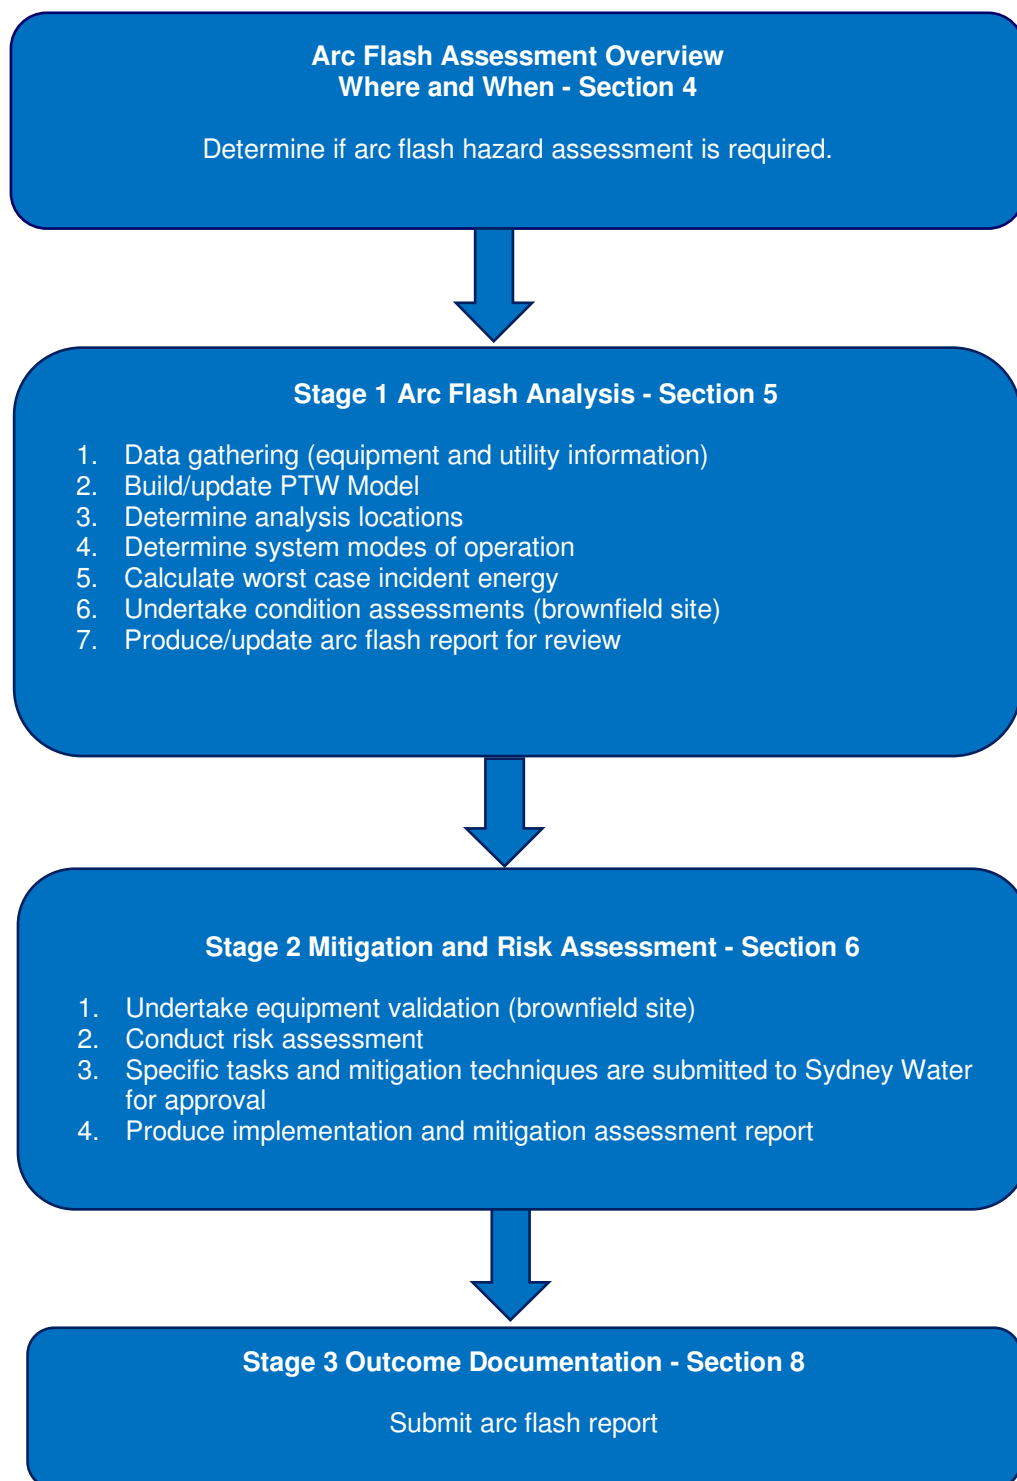 Arc Flash Assessment Overview
Where and When - Section 4
Determine if arc flash hazard assessment is required.
Stage 1 Arc Flash Analysis - Section 5
1. Data gathering (equipment and utility information)
2. Build/update PTW Model
3. Determine analysis locations
4. Determine system modes of operation
5. Calculate worst case incident energy
6. Undertake condition assessments (brownfield site)
7. Produce/update arc flash report for review
Stage 2 Mitigation and Risk Assessment - Section 6
1. Undertake equipment validation (brownfield site)
2. Conduct risk assessment
3. Specific tasks and mitigation techniques are submitted to Sydney Water
for approval
4. Produce implementation and mitigation assessment report
Stage 3 Outcome Documentation - Section 8
Submit arc flash report